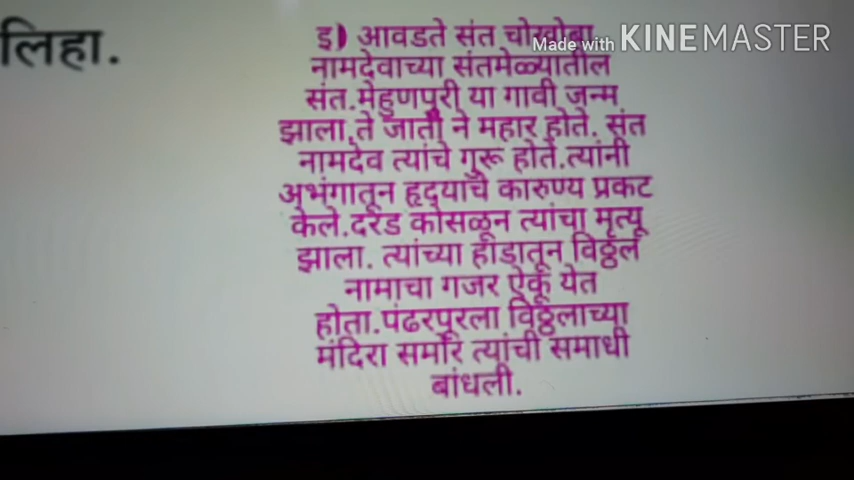 लिहा.
इ) आवडते संत चोखोबा
Made with KINEMASTER
नामदेवाच्या संतमेळ्यातील
संत.मेहुणपुरी या गावी जन्म
झाला.ते जाती ने महार होते. संत
नामदेव त्यांचे गुरू होते.त्यांनी
अभंगातून हृदयाचे कारुण्य प्रकट
केले.दरड कोसळून त्यांचा मृत्यू
झाला. त्यांच्या हाडातून विठ्ठल
नामाचा गजर ऐकू येत
होता.पंढरपूरला विठ्ठलाच्या
मंदिरा समोर त्यांची समाधी
बांधली.